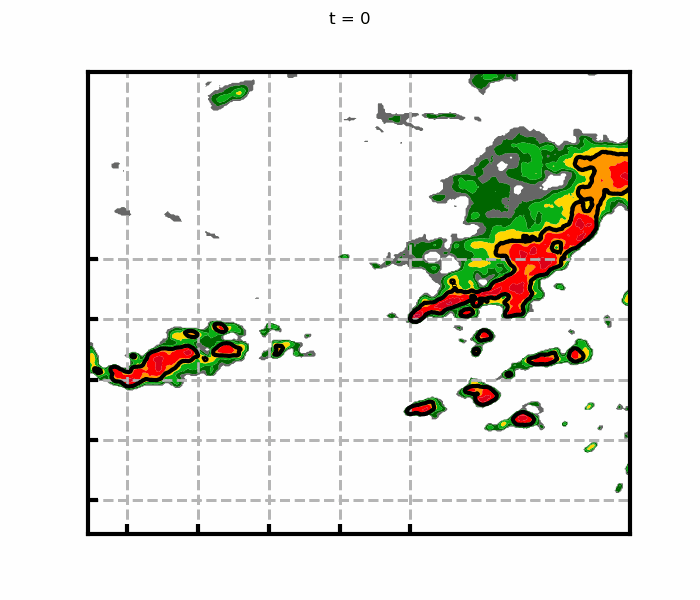 t = 0